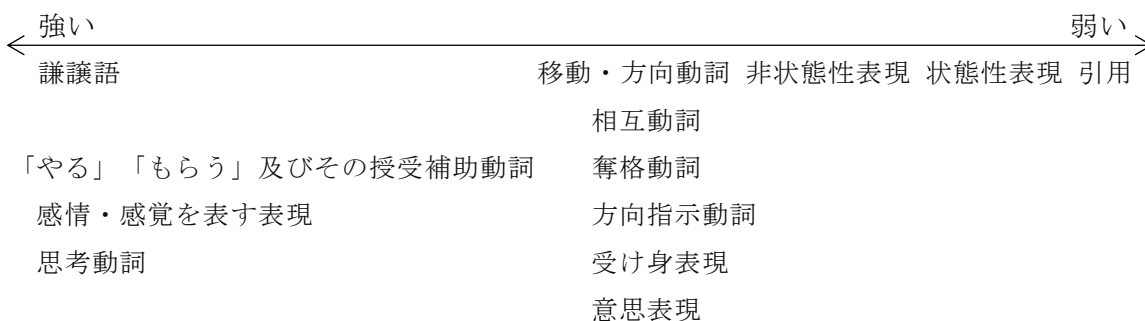 強い 弱い
謙譲語 移動・方向動詞 非状態性表現 状態性表現 引用
相互動詞
「やる」「もらう」及びその授受補助動詞 奪格動詞
感情・感覚を表す表現 方向指示動詞
思考動詞 受け身表現
意思表現